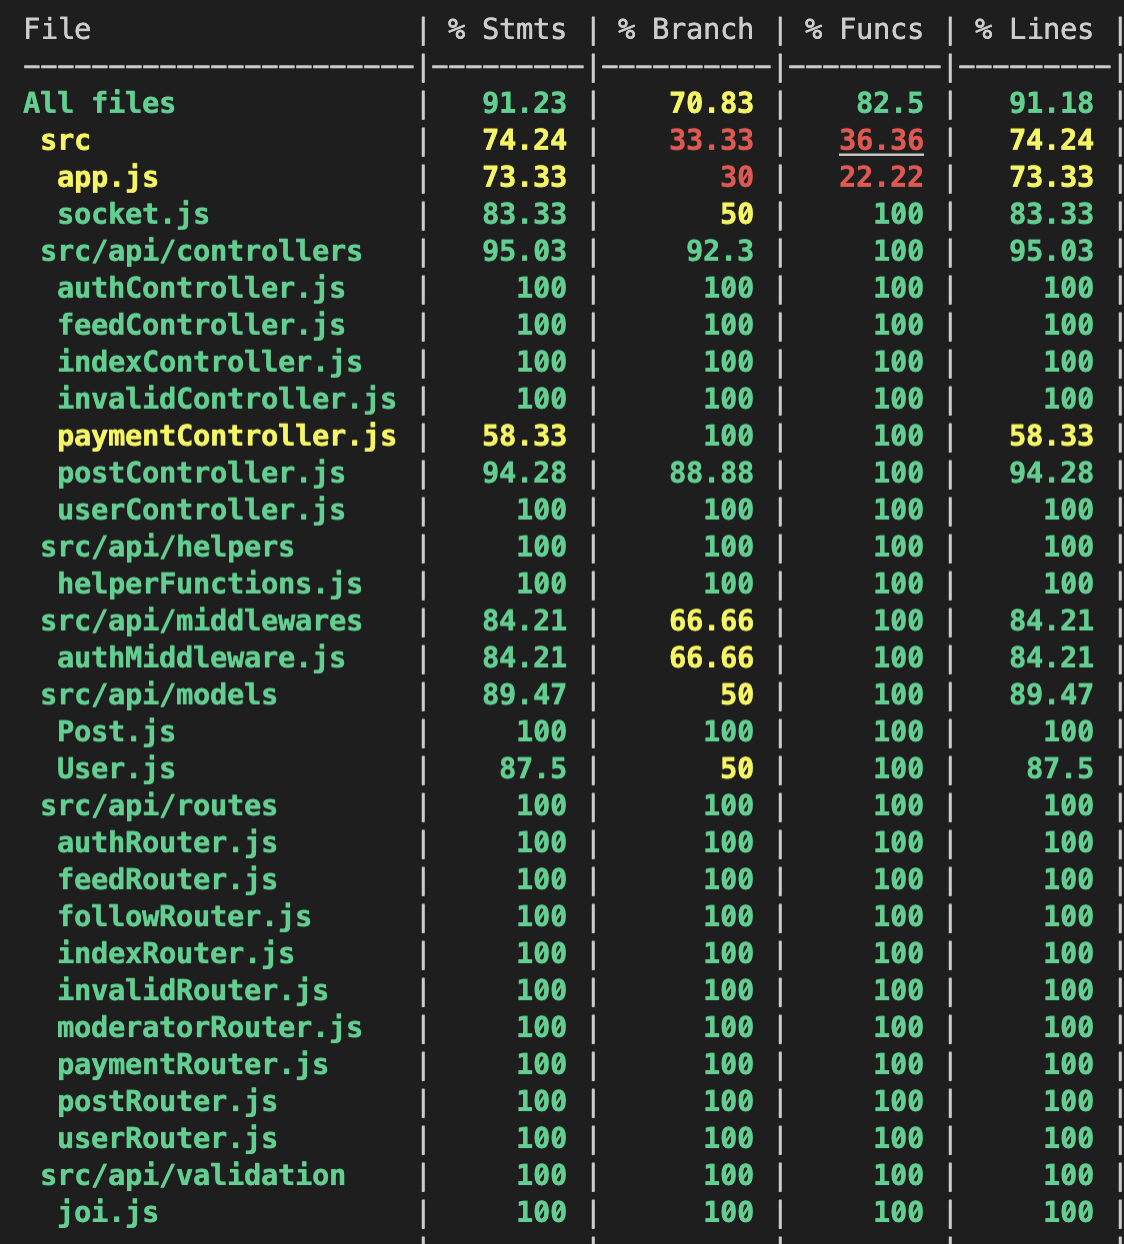 File | % Stmts | % Branch | % Funcs | % Lines |
-----------------------|---------|----------|---------|---------|
All files | 91.23 | 70.83 | 82.5 | 91.18 |
src | 74.24 | 33.33 | 36.36 | 74.24 |
app.js | 73.33 | 30 | 22.22 | 73.33 |
socket.js | 83.33 | 50 | 100 | 83.33 |
src/api/controllers | 95.03 | 92.3 | 100 | 95.03 |
authController.js | 100 | 100 | 100 | 100 |
feedController.js | 100 | 100 | 100 | 100 |
indexController.js | 100 | 100 | 100 | 100 |
invalidController.js | 100 | 100 | 100 | 100 |
paymentController.js | 58.33 | 100 | 100 | 58.33 |
postController.js | 94.28 | 88.88 | 100 | 94.28 |
userController.js | 100 | 100 | 100 | 100 |
src/api/helpers | 100 | 100 | 100 | 100 |
helperFunctions.js | 100 | 100 | 100 | 100 |
src/api/middlewares | 84.21 | 66.66 | 100 | 84.21 |
authMiddleware.js | 84.21 | 66.66 | 100 | 84.21 |
src/api/models | 89.47 | 50 | 100 | 89.47 |
Post.js | 100 | 100 | 100 | 100 |
User.js | 87.5 | 50 | 100 | 87.5 |
src/api/routes | 100 | 100 | 100 | 100 |
authRouter.js | 100 | 100 | 100 | 100 |
feedRouter.js | 100 | 100 | 100 | 100 |
followRouter.js | 100 | 100 | 100 | 100 |
indexRouter.js | 100 | 100 | 100 | 100 |
invalidRouter.js | 100 | 100 | 100 | 100 |
moderatorRouter.js | 100 | 100 | 100 | 100 |
paymentRouter.js | 100 | 100 | 100 | 100 |
postRouter.js | 100 | 100 | 100 | 100 |
userRouter.js | 100 | 100 | 100 | 100 |
src/api/validation | 100 | 100 | 100 | 100 |
joi.js | 100 | 100 | 100 | 100 |